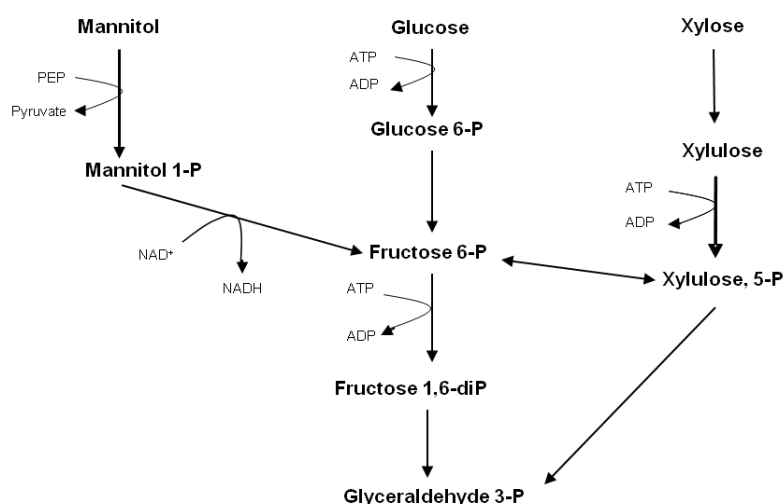 Mannitol
Glucose
Xylose
PEP
Pyruvate
ATP
ADP
Glucose 6-P
Mannitol 1-P
Xylulose
ATP
ADP
NAD+
NADH
Fructose 6-P
Xylulose, 5-P
ATP
ADP
Fructose 1,6-diP
Glyceraldehyde 3-P